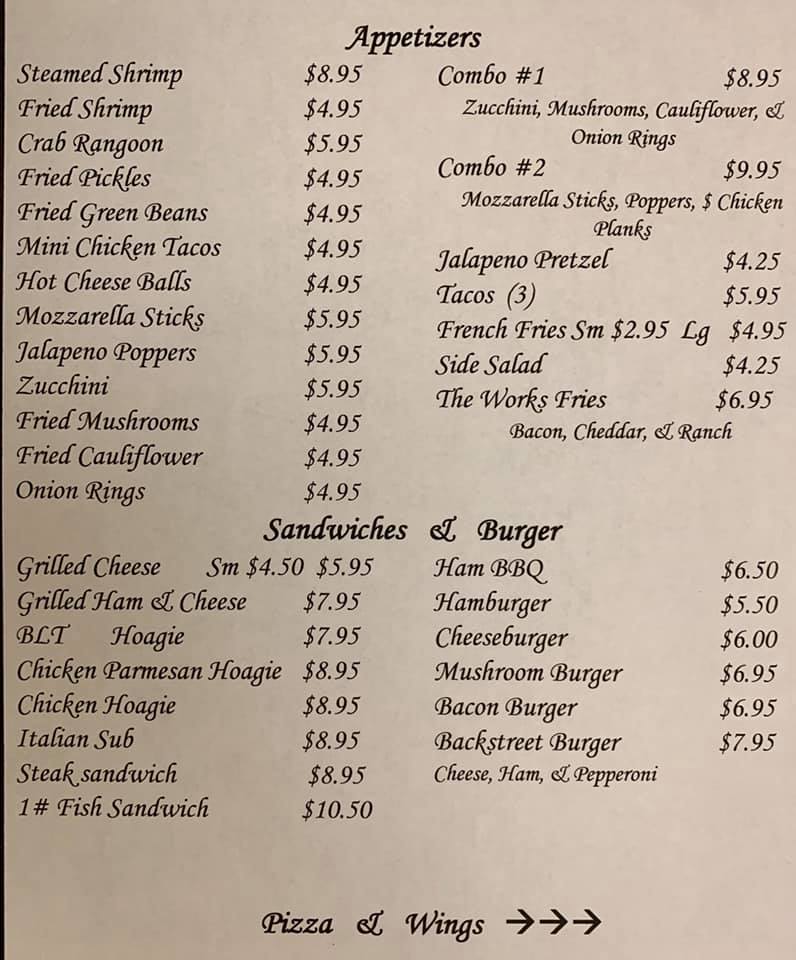 Appetizers
Steamed Shrimp $8.95
Fried Shrimp $4.95
Crab Rangoon $5.95
Fried Pickles $4.95
Fried Green Beans $4.95
Mini Chicken Tacos $4.95
Hot Cheese Balls $4.95
Mozzarella Sticks $5.95
Jalapeno Poppers $5.95
Zucchini $5.95
Fried Mushrooms $4.95
Fried Cauliflower $4.95
Onion Rings $4.95
Combo #1 $8.95
Zucchini, Mushrooms, Cauliflower, &
Onion Rings
Combo #2 $9.95
Mozzarella Sticks, Poppers, $ Chicken
Planks
Jalapeno Pretzel $4.25
Tacos (3) $5.95
French Fries Sm $2.95 Lg $4.95
Side Salad $4.25
The Works Fries $6.95
Bacon, Cheddar, & Ranch
Sandwiches & Burger
Grilled Cheese Sm $4.50 $5.95
Grilled Ham & Cheese $7.95
BLT Hoagie $7.95
Chicken Parmesan Hoagie $8.95
Chicken Hoagie $8.95
Italian Sub $8.95
Steak sandwich $8.95
1# Fish Sandwich $10.50
Ham BBQ $6.50
Hamburger $5.50
Cheeseburger $6.00
Mushroom Burger $6.95
Bacon Burger $6.95
Backstreet Burger $7.95
Cheese, Ham, & Pepperoni
Pizza & Wings →→→